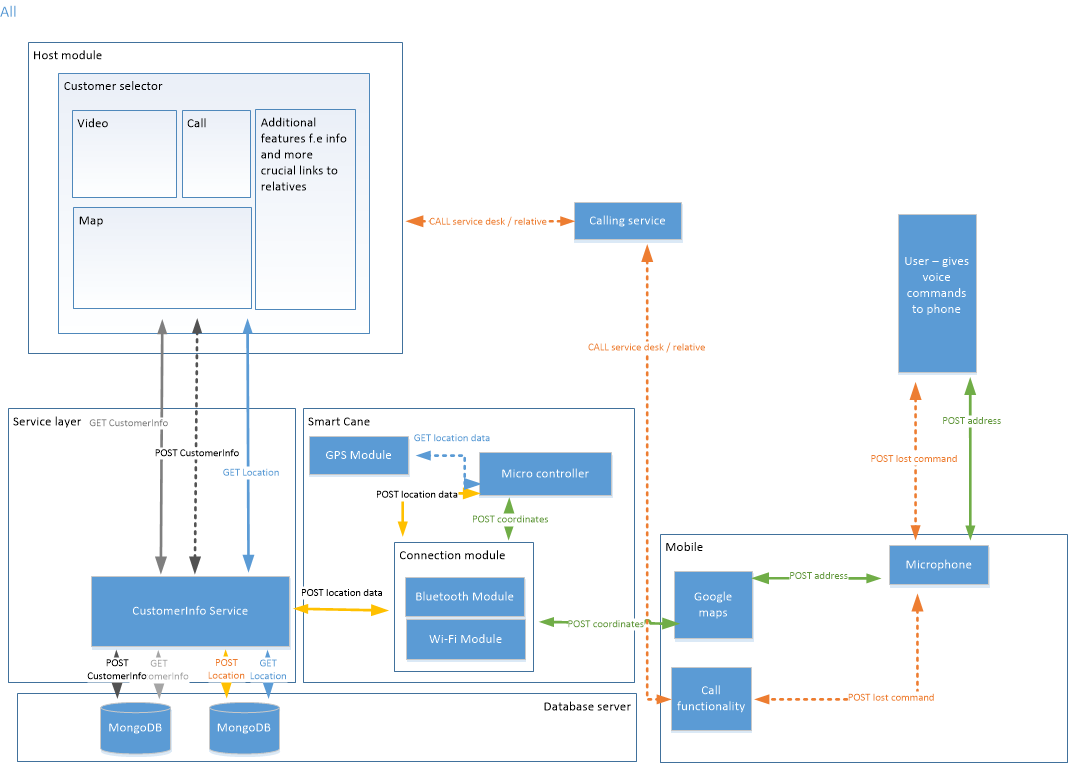 All
Host module
Customer selector
Video
Call
Additional
features f.e info
and more
crucial links to
relatives
Map
CALL service desk / relative
Calling service
User – gives
voice
commands
to phone
CALL service desk / relative
Service layer
GET CustomerInfo
POST CustomerInfo
GET Location
Smart Cane
GET location data
GPS Module
Micro controller
POST location data
POST coordinates
POST address
POST lost command
Connection module
Bluetooth Module
Wi-Fi Module
CustomerInfo Service
POST location data
POST coordinates
Mobile
Microphone
POST address
Google
maps
Call
functionality
POST lost command
POST
CustomerInfo
GET
omerInfo
POST
Location
GET
Location
Database server
MongoDB
MongoDB